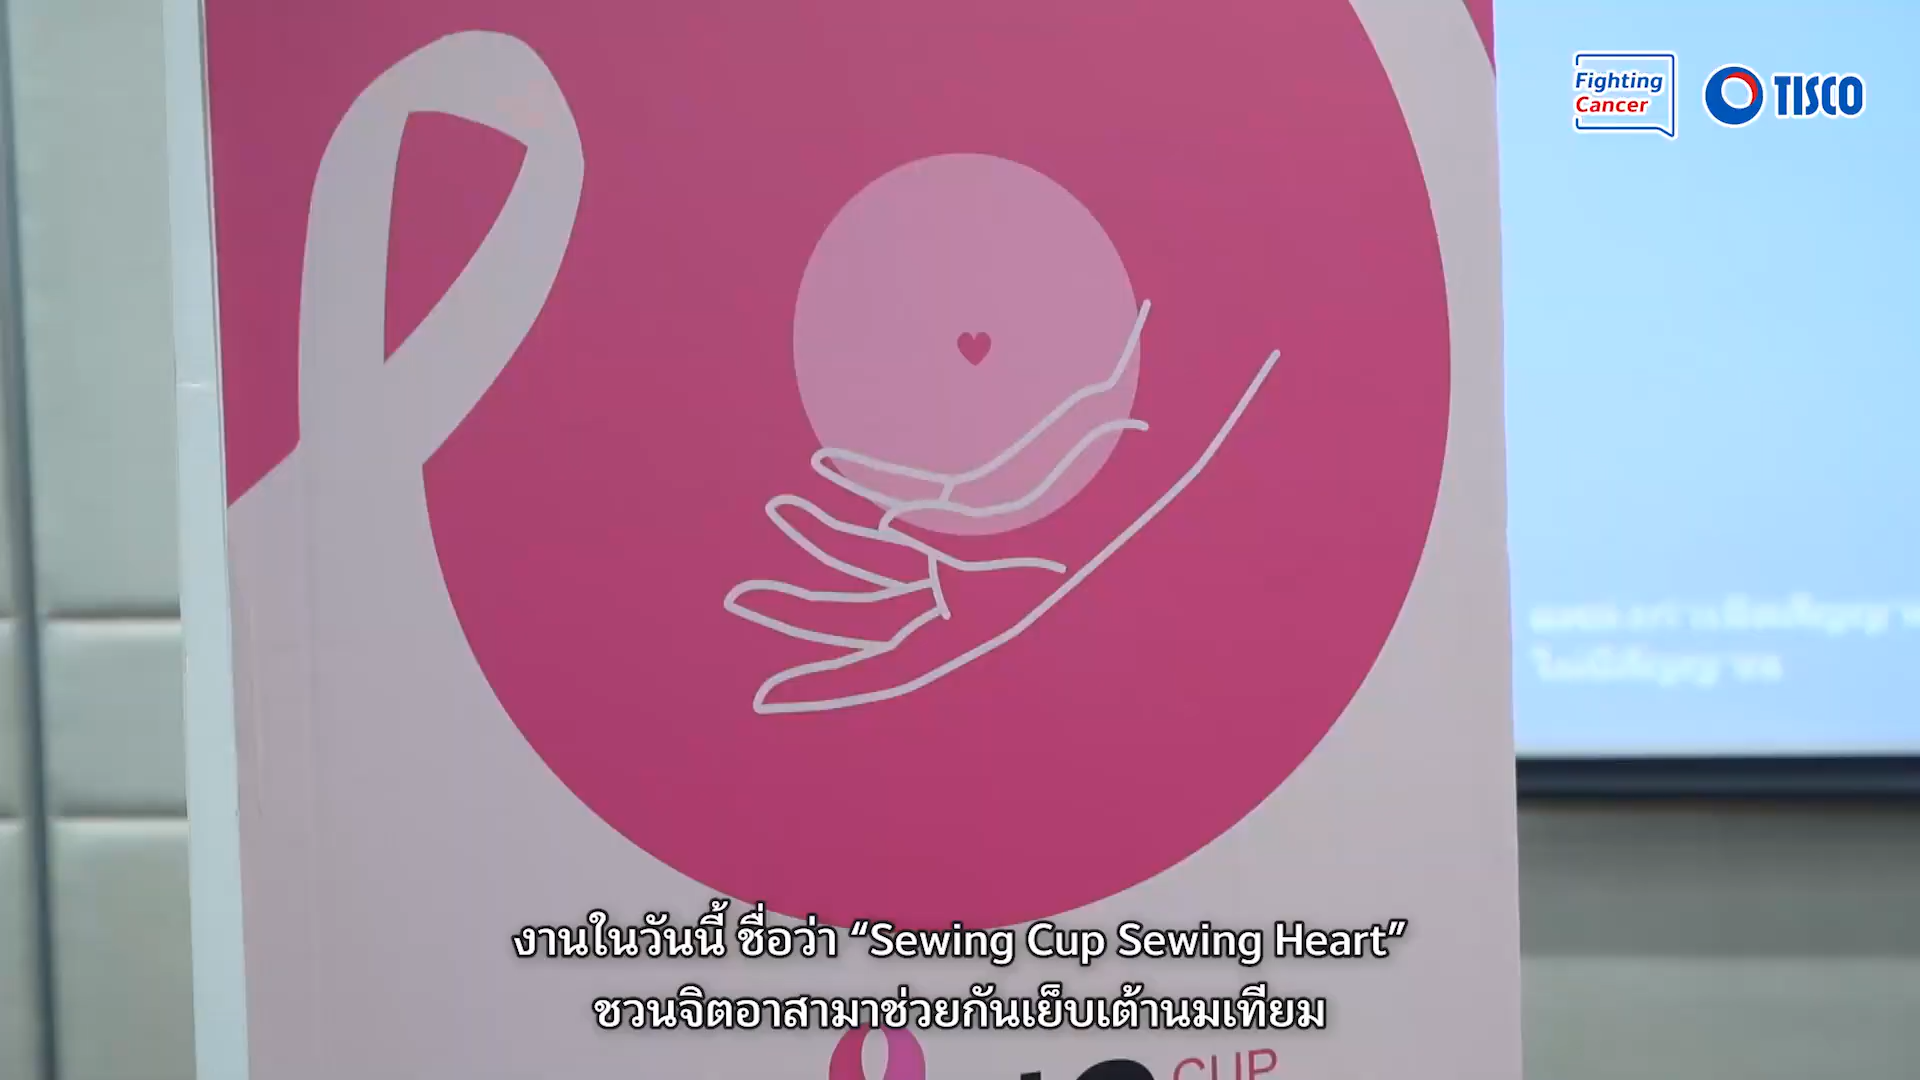 Fighting
Cancer
TISCO
งานในวันนี้ ชื่อว่า “Sewing Cup Sewing Heart”
ชวนจิตอาสามาช่วยกันเย็บเต้านมเทียม
CUP